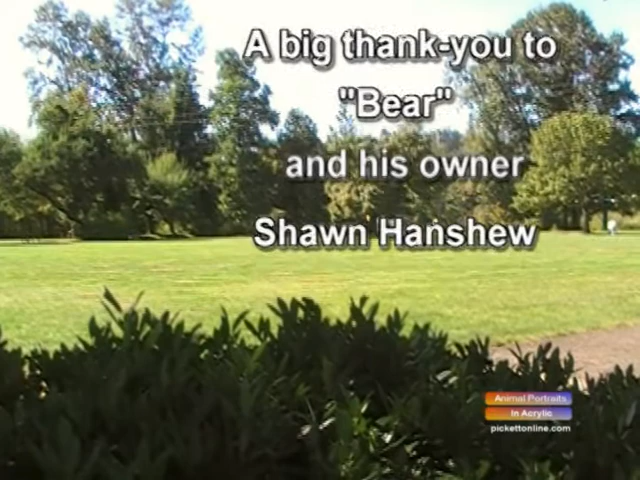 A big thank-you to
"Bear"
and his owner
Shawn Hanshew
Animal Portraits
In Acrylic
pickettonline.com